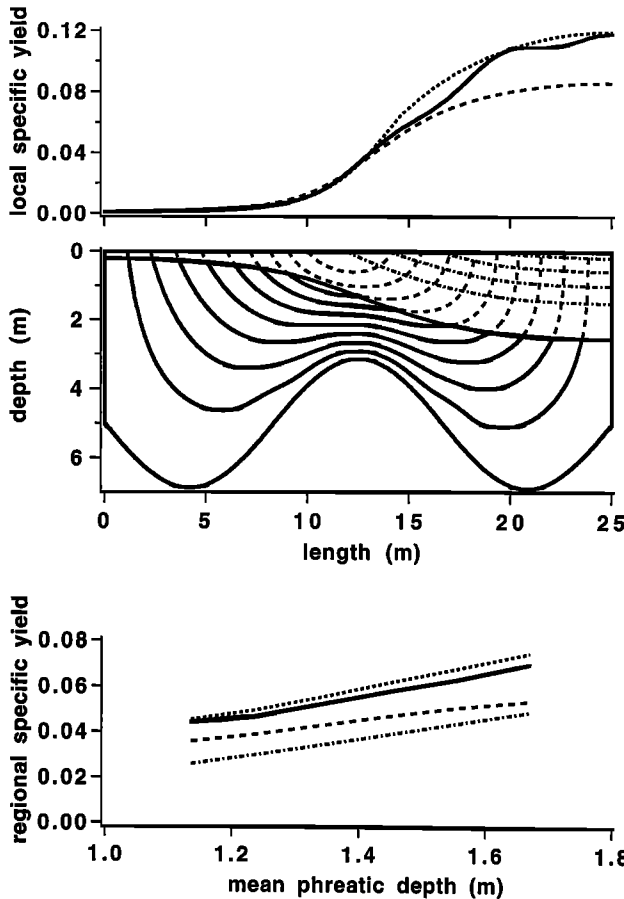 local specific yield
0.12
0.08
0.04
0.00
depth (m)
0
2
4
6
0 5 10 15 20 25
length (m)
regional specific yield
0.08
0.06
0.04
0.02
0.00
1.0 1.2 1.4 1.6 1.8
mean phreatic depth (m)